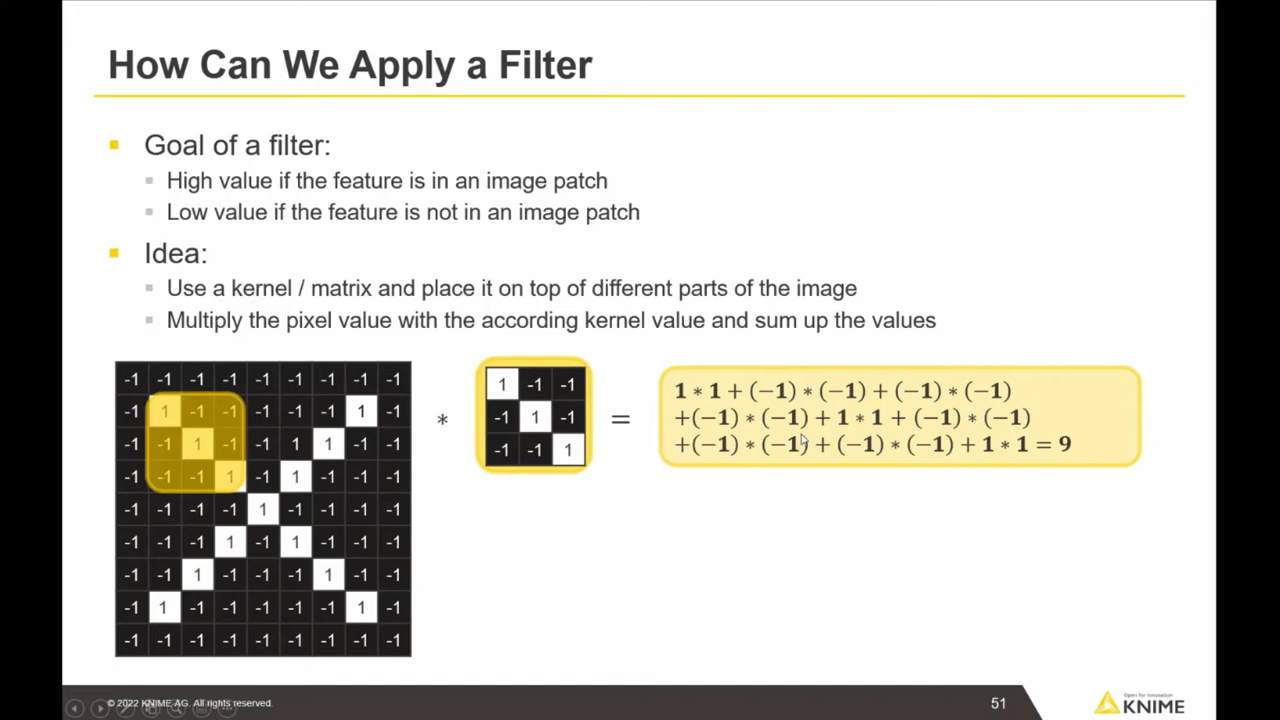 How Can We Apply a Filter
Goal of a filter:
High value if the feature is in an image patch
Low value if the feature is not in an image patch
Idea:
Use a kernel / matrix and place it on top of different parts of the image
Multiply the pixel value with the according kernel value and sum up the values
-1 -1 -1 -1 -1 -1 -1 -1 -1
-1 1 -1 -1 -1 -1 -1 1 -1
-1 -1 1 -1 -1 1 1 -1 -1
-1 -1 -1 1 -1 1 -1 -1 -1
-1 -1 -1 -1 1 -1 -1 -1 -1
-1 -1 -1 1 -1 1 -1 -1 -1
-1 -1 1 -1 -1 -1 1 -1 -1
-1 1 -1 -1 -1 -1 -1 1 -1
-1 -1 -1 -1 -1 -1 -1 -1 -1
*
1 -1 -1
-1 1 -1
-1 -1 1
=
1 ∗ 1 + (−1) ∗ (−1) + (−1) ∗ (−1)
+(−1) ∗ (−1) + 1 ∗ 1 + (−1) ∗ (−1)
+(−1) ∗ (−1) + (−1) ∗ (−1) + 1 ∗ 1 = 9
© 2022 KNIME AG. All rights reserved.
51
Open for Innovation
KNIME